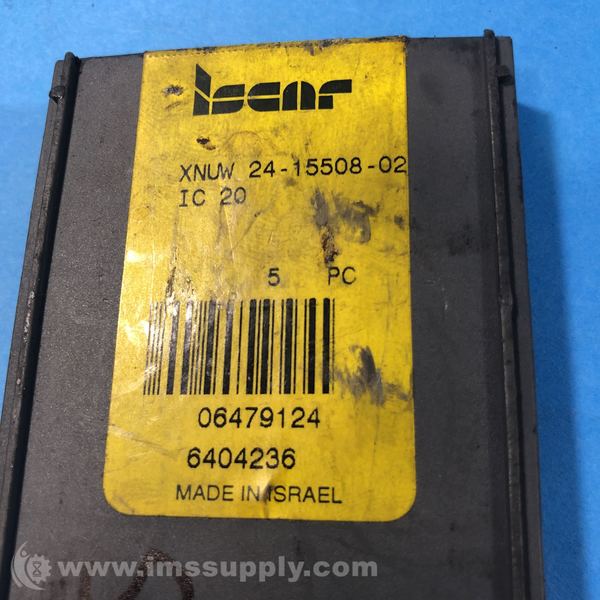 Iscar
XNUW 24-15508-02
IC 20
5 PC
06479124
6404236
MADE IN ISRAEL
www.imssupply.com